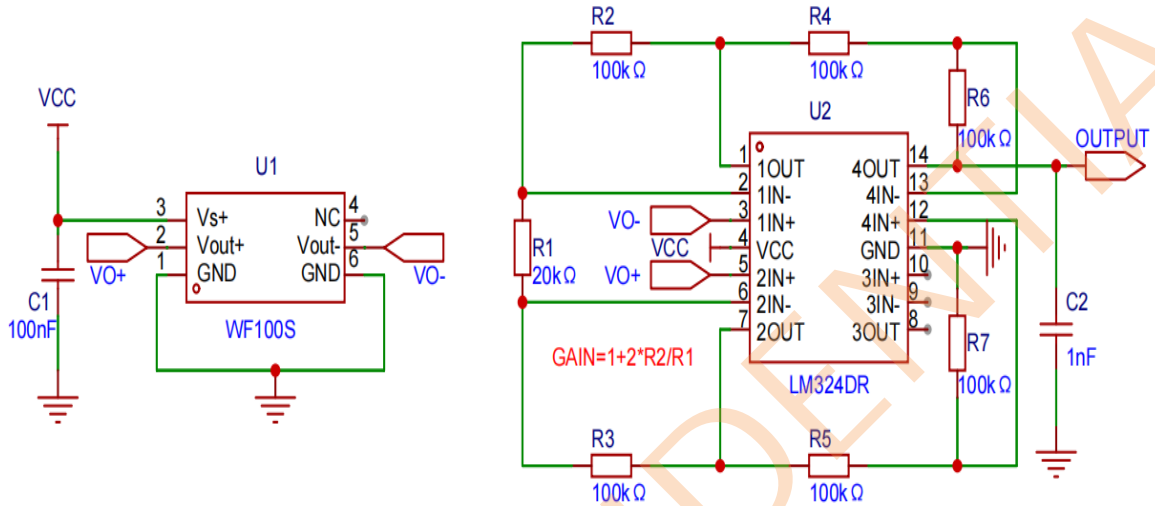 VCC
U1
3 Vs+ NC 4
2 Vout+ Vout- 5
1 GND GND 6
VO+
VO-
C1
100nF
WF100S
R2
100kΩ
R4
100kΩ
R6
100kΩ
U2
OUTPUT
1 1OUT 4OUT 14
2 1IN- 4IN- 13
3 1IN+ 4IN+ 12
4 VCC GND 11
5 2IN+ 3IN+ 10
6 2IN- 3IN- 9
7 2OUT 3OUT 8
VO-
VCC
VO+
R1
20kΩ
GAIN=1+2*R2/R1
LM324DR
R7
100kΩ
C2
1nF
R3
100kΩ
R5
100kΩ
DENTIA